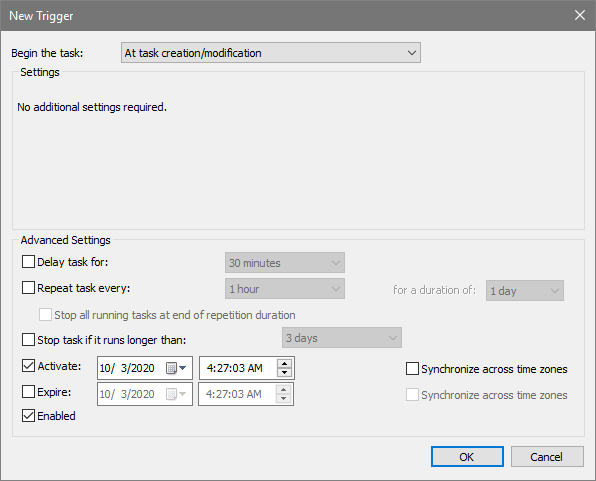 New Trigger
Begin the task: At task creation/modification
Settings
No additional settings required.
Advanced Settings
Delay task for: 30 minutes
Repeat task every: 1 hour for a duration of: 1 day
Stop all running tasks at end of repetition duration
Stop task if it runs longer than: 3 days
Activate: 10/ 3/2020 4:27:03 AM Synchronize across time zones
Expire: 10/ 3/2020 4:27:03 AM Synchronize across time zones
Enabled
OK Cancel